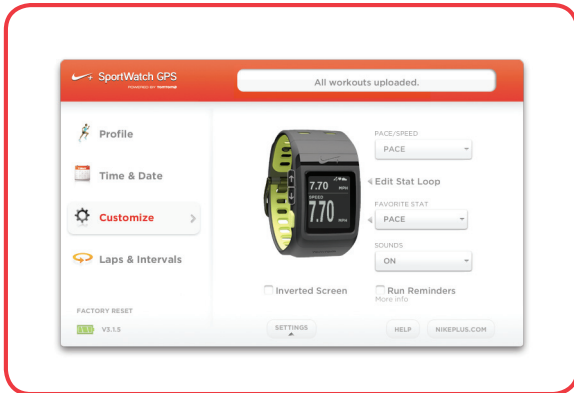 SportWatch GPS
POWERED BY TOMTOM
All workouts uploaded.
Profile
Time & Date
Customize
Laps & Intervals
FACTORY RESET
V3.1.5
7.70 MPH
SPEED
7.70 MPH
PACE/SPEED
PACE
Edit Stat Loop
FAVORITE STAT
PACE
SOUNDS
ON
Inverted Screen
Run Reminders
More info
SETTINGS
HELP
NIKEPLUS.COM